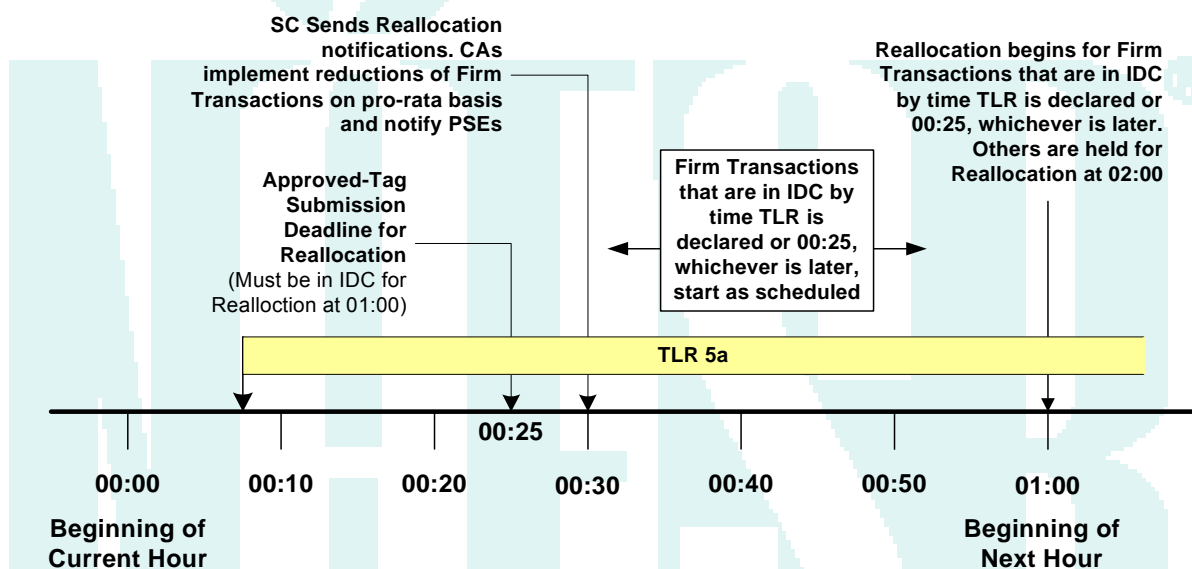 SC Sends Reallocation
notifications. CAs
implement reductions of Firm
Transactions on pro-rata basis
and notify PSEs
Approved-Tag
Submission
Deadline for
Reallocation
(Must be in IDC for
Realloction at 01:00)
Firm Transactions
that are in IDC by
time TLR is
declared or 00:25,
whichever is later,
start as scheduled
Reallocation begins for Firm
Transactions that are in IDC
by time TLR is declared or
00:25, whichever is later.
Others are held for
Reallocation at 02:00
TLR 5a
00:25
00:00
00:10
00:20
00:30
00:40
00:50
01:00
Beginning of
Current Hour
Beginning of
Next Hour